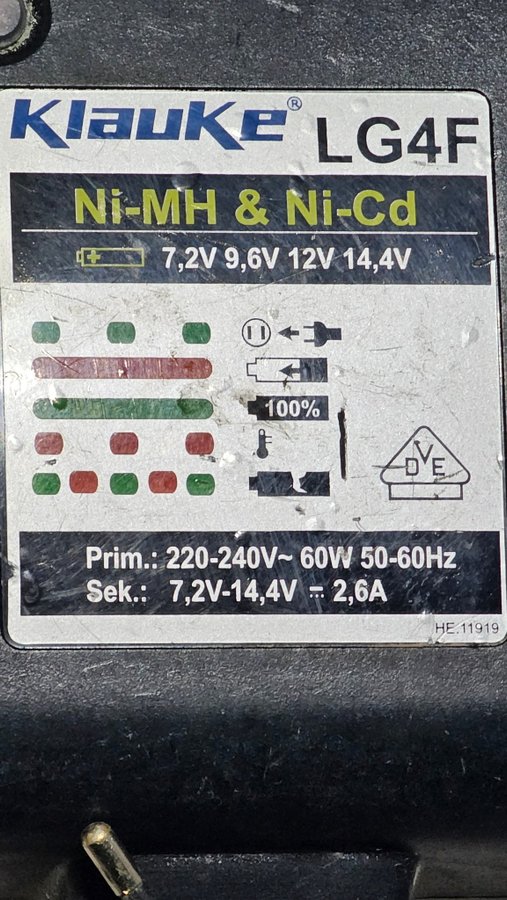 Klauke® LG4F
Ni-MH & Ni-Cd
7,2V 9,6V 12V 14,4V
100%
DVE
Prim.: 220-240V~ 60W 50-60Hz
Sek.: 7,2V-14,4V ⎓ 2,6A
HE.11919